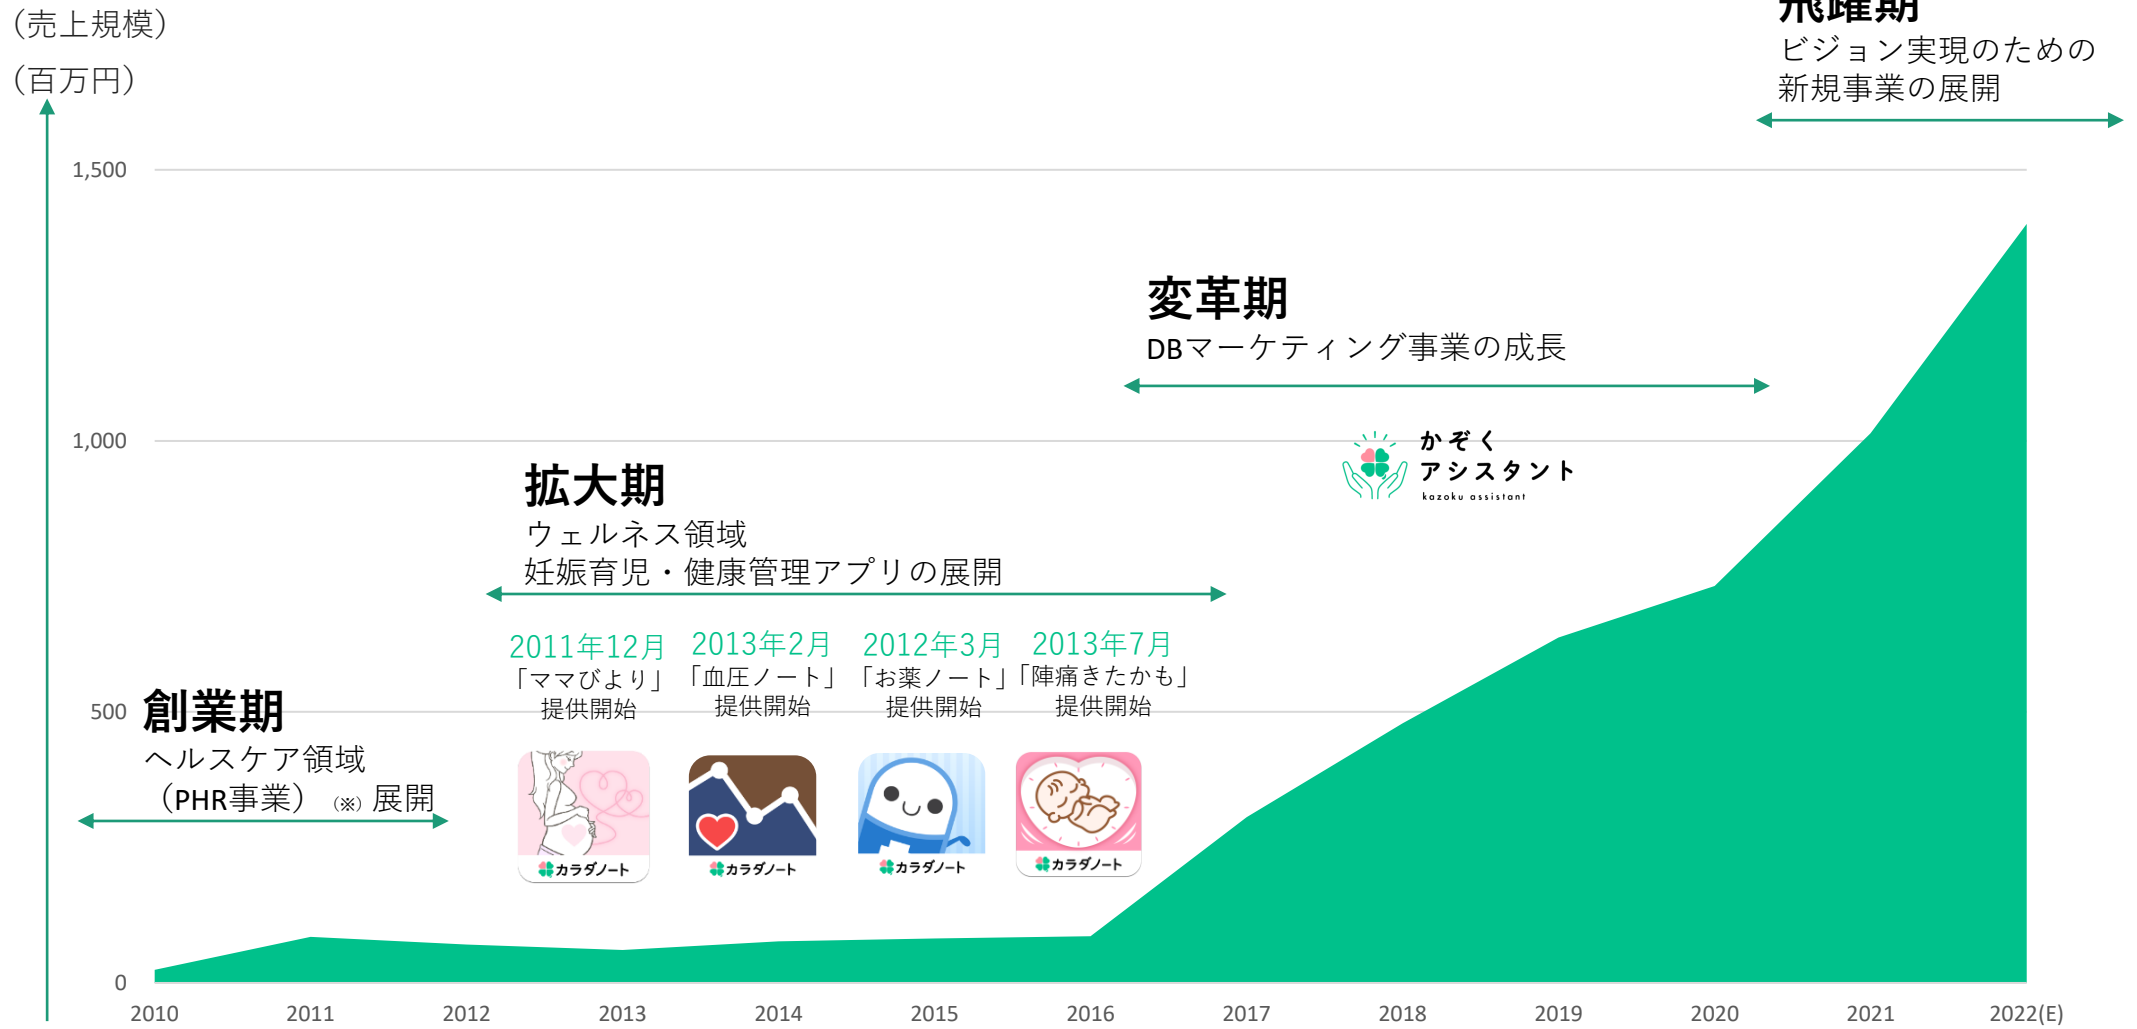 （売上規模）
（百万円）
飛躍期
ビジョン実現のための
新規事業の展開
1,500
変革期
DBマーケティング事業の成長
1,000
かぞく
アシスタント
kazoku assistant
拡大期
ウェルネス領域
妊娠育児・健康管理アプリの展開
2011年12月
「ママびより」
提供開始
2013年2月
「血圧ノート」
提供開始
2012年3月
「お薬ノート」
提供開始
2013年7月
「陣痛きたかも」
提供開始
カラダノート
カラダノート
カラダノート
カラダノート
500
創業期
ヘルスケア領域
（PHR事業）（※）展開
0
2010 2011 2012 2013 2014 2015 2016 2017 2018 2019 2020 2021 2022(E)